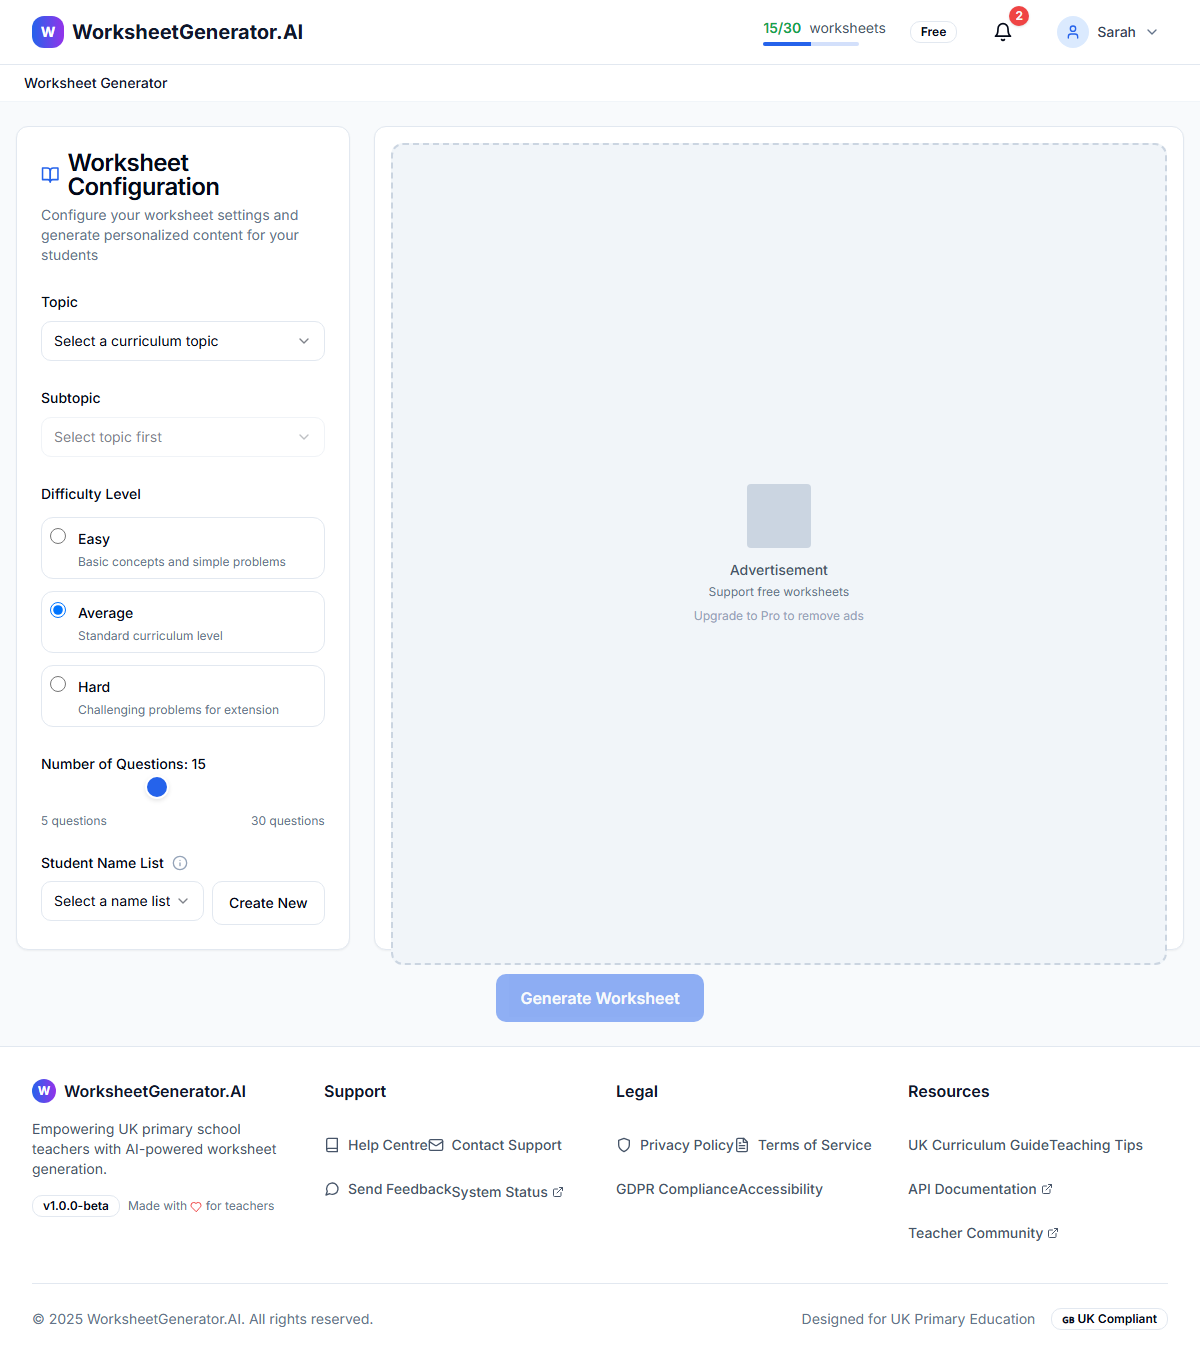 W WorksheetGenerator.AI
15/30 worksheets
Free
2
Sarah
Worksheet Generator
Worksheet
Configuration
Configure your worksheet settings and
generate personalized content for your
students
Topic
Select a curriculum topic
Subtopic
Select topic first
Difficulty Level
Easy
Basic concepts and simple problems
Average
Standard curriculum level
Hard
Challenging problems for extension
Number of Questions: 15
5 questions
30 questions
Student Name List
Select a name list
Create New
Advertisement
Support free worksheets
Upgrade to Pro to remove ads
Generate Worksheet
W WorksheetGenerator.AI
Empowering UK primary school
teachers with AI-powered worksheet
generation.
v1.0.0-beta
Made with for teachers
Support
Help Centre
Contact Support
Send Feedback
System Status
Legal
Privacy Policy
Terms of Service
GDPR Compliance
Accessibility
Resources
UK Curriculum Guide
Teaching Tips
API Documentation
Teacher Community
© 2025 WorksheetGenerator.AI. All rights reserved.
Designed for UK Primary Education
GB UK Compliant